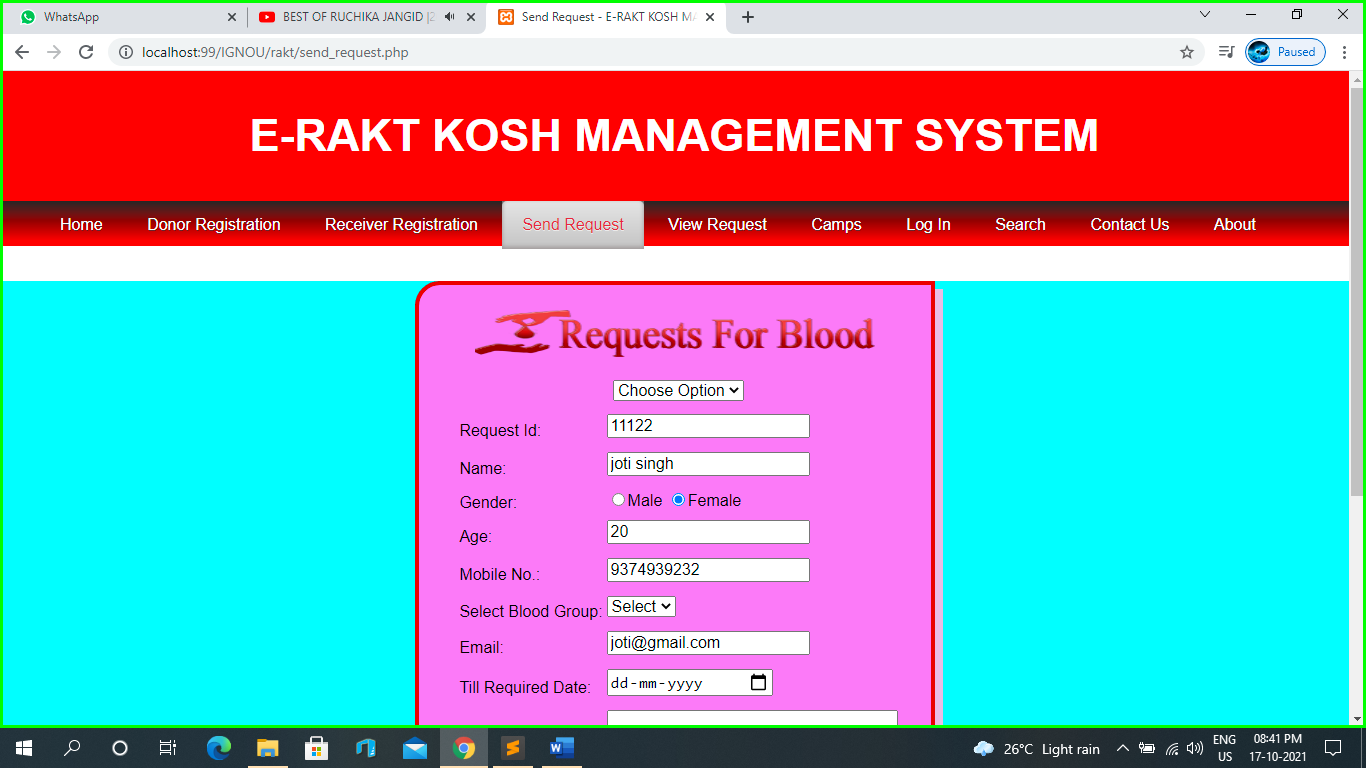 WhatsApp
BEST OF RUCHIKA JANGID |2
Send Request - E-RAKT KOSH MA
localhost:99/IGNOU/rakt/send_request.php
Paused
E-RAKT KOSH MANAGEMENT SYSTEM
Home Donor Registration Receiver Registration Send Request View Request Camps Log In Search Contact Us About
Requests For Blood
Choose Option
Request Id: 11122
Name: joti singh
Gender: Male Female
Age: 20
Mobile No.: 9374939232
Select Blood Group: Select
Email: joti@gmail.com
Till Required Date: dd-mm-yyyy
26°C Light rain
ENG
US
08:41 PM
17-10-2021